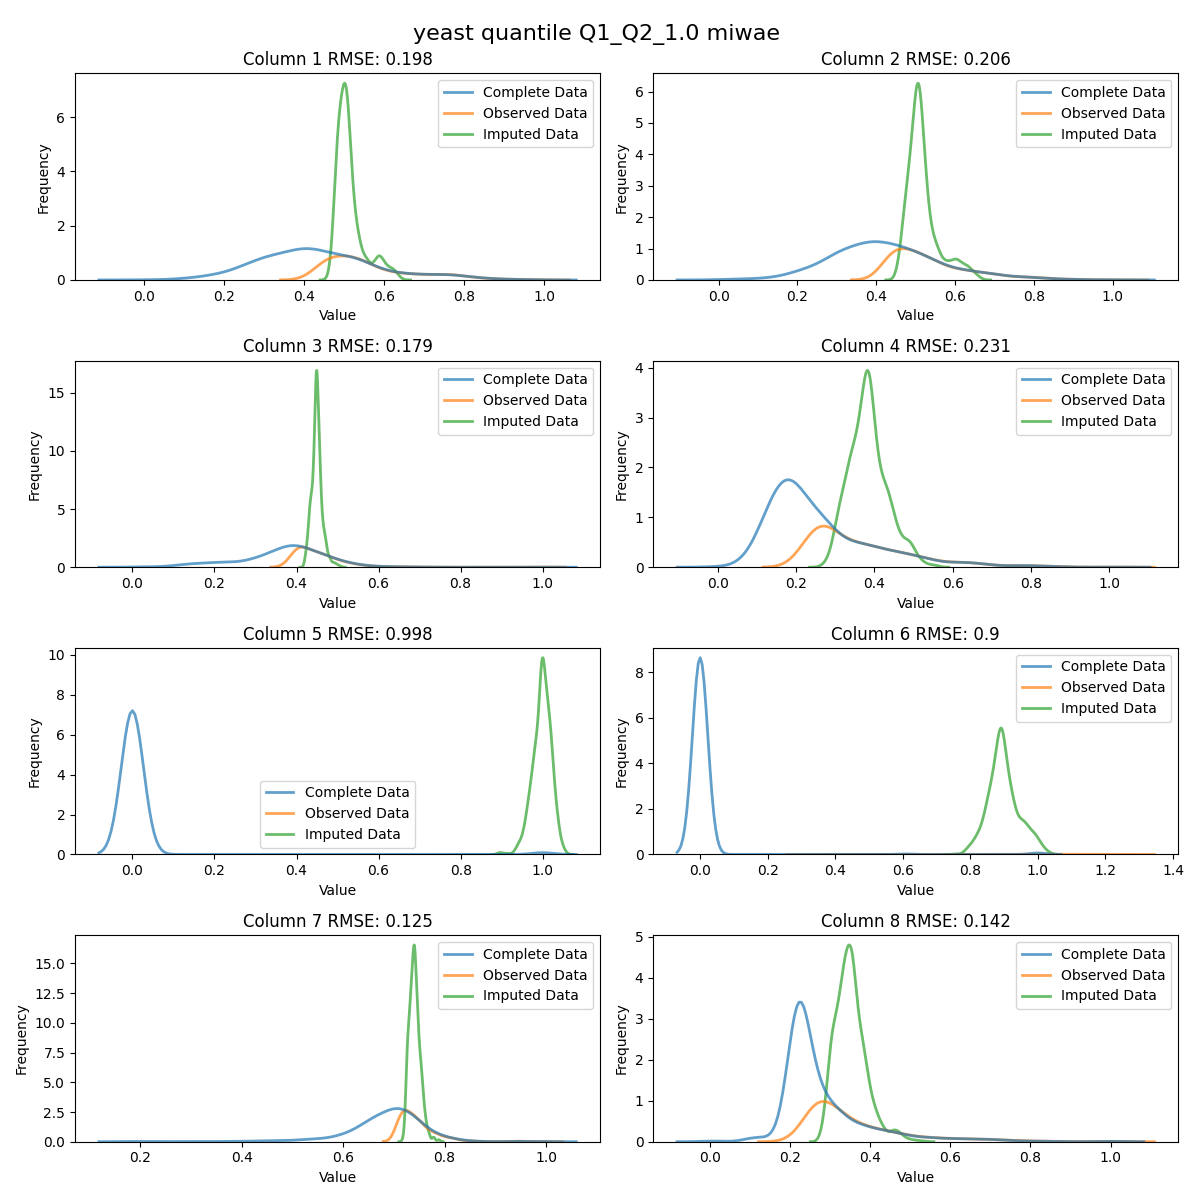 yeast quantile Q1_Q2_1.0 miwae
Column 1 RMSE: 0.198
Frequency
0
2
4
6
Complete Data
Observed Data
Imputed Data
0.0 0.2 0.4 0.6 0.8 1.0
Value
Column 2 RMSE: 0.206
Frequency
0
1
2
3
4
5
6
Complete Data
Observed Data
Imputed Data
0.0 0.2 0.4 0.6 0.8 1.0
Value
Column 3 RMSE: 0.179
Frequency
0
5
10
15
Complete Data
Observed Data
Imputed Data
0.0 0.2 0.4 0.6 0.8 1.0
Value
Column 4 RMSE: 0.231
Frequency
0
1
2
3
4
Complete Data
Observed Data
Imputed Data
0.0 0.2 0.4 0.6 0.8 1.0
Value
Column 5 RMSE: 0.998
Frequency
0
2
4
6
8
10
Complete Data
Observed Data
Imputed Data
0.0 0.2 0.4 0.6 0.8 1.0
Value
Column 6 RMSE: 0.9
Frequency
0
2
4
6
8
Complete Data
Observed Data
Imputed Data
0.0 0.2 0.4 0.6 0.8 1.0 1.2 1.4
Value
Column 7 RMSE: 0.125
Frequency
0.0
2.5
5.0
7.5
10.0
12.5
15.0
Complete Data
Observed Data
Imputed Data
0.2 0.4 0.6 0.8 1.0
Value
Column 8 RMSE: 0.142
Frequency
0
1
2
3
4
5
Complete Data
Observed Data
Imputed Data
0.0 0.2 0.4 0.6 0.8 1.0
Value